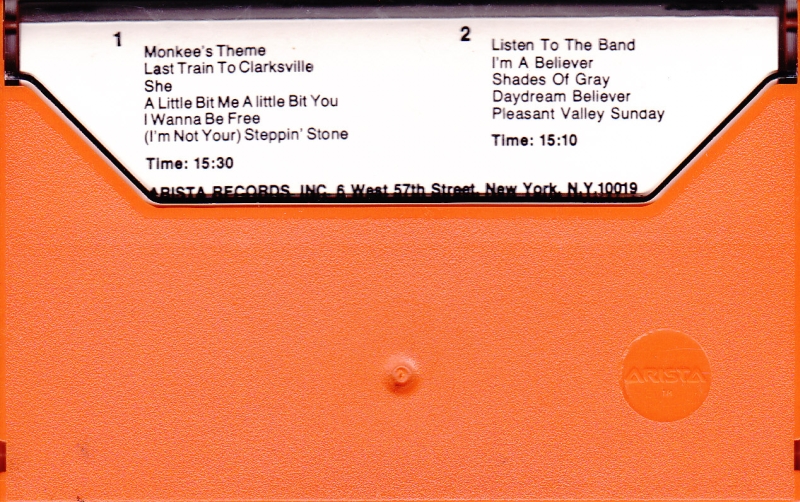 1
Monkee's Theme
Last Train To Clarksville
She
A Little Bit Me A little Bit You
I Wanna Be Free
(I'm Not Your) Steppin' Stone
Time: 15:30
2
Listen To The Band
I'm A Believer
Shades Of Gray
Daydream Believer
Pleasant Valley Sunday
Time: 15:10
ARISTA RECORDS, INC. 6 West 57th Street, New York, N.Y.10019
ARISTA
TM